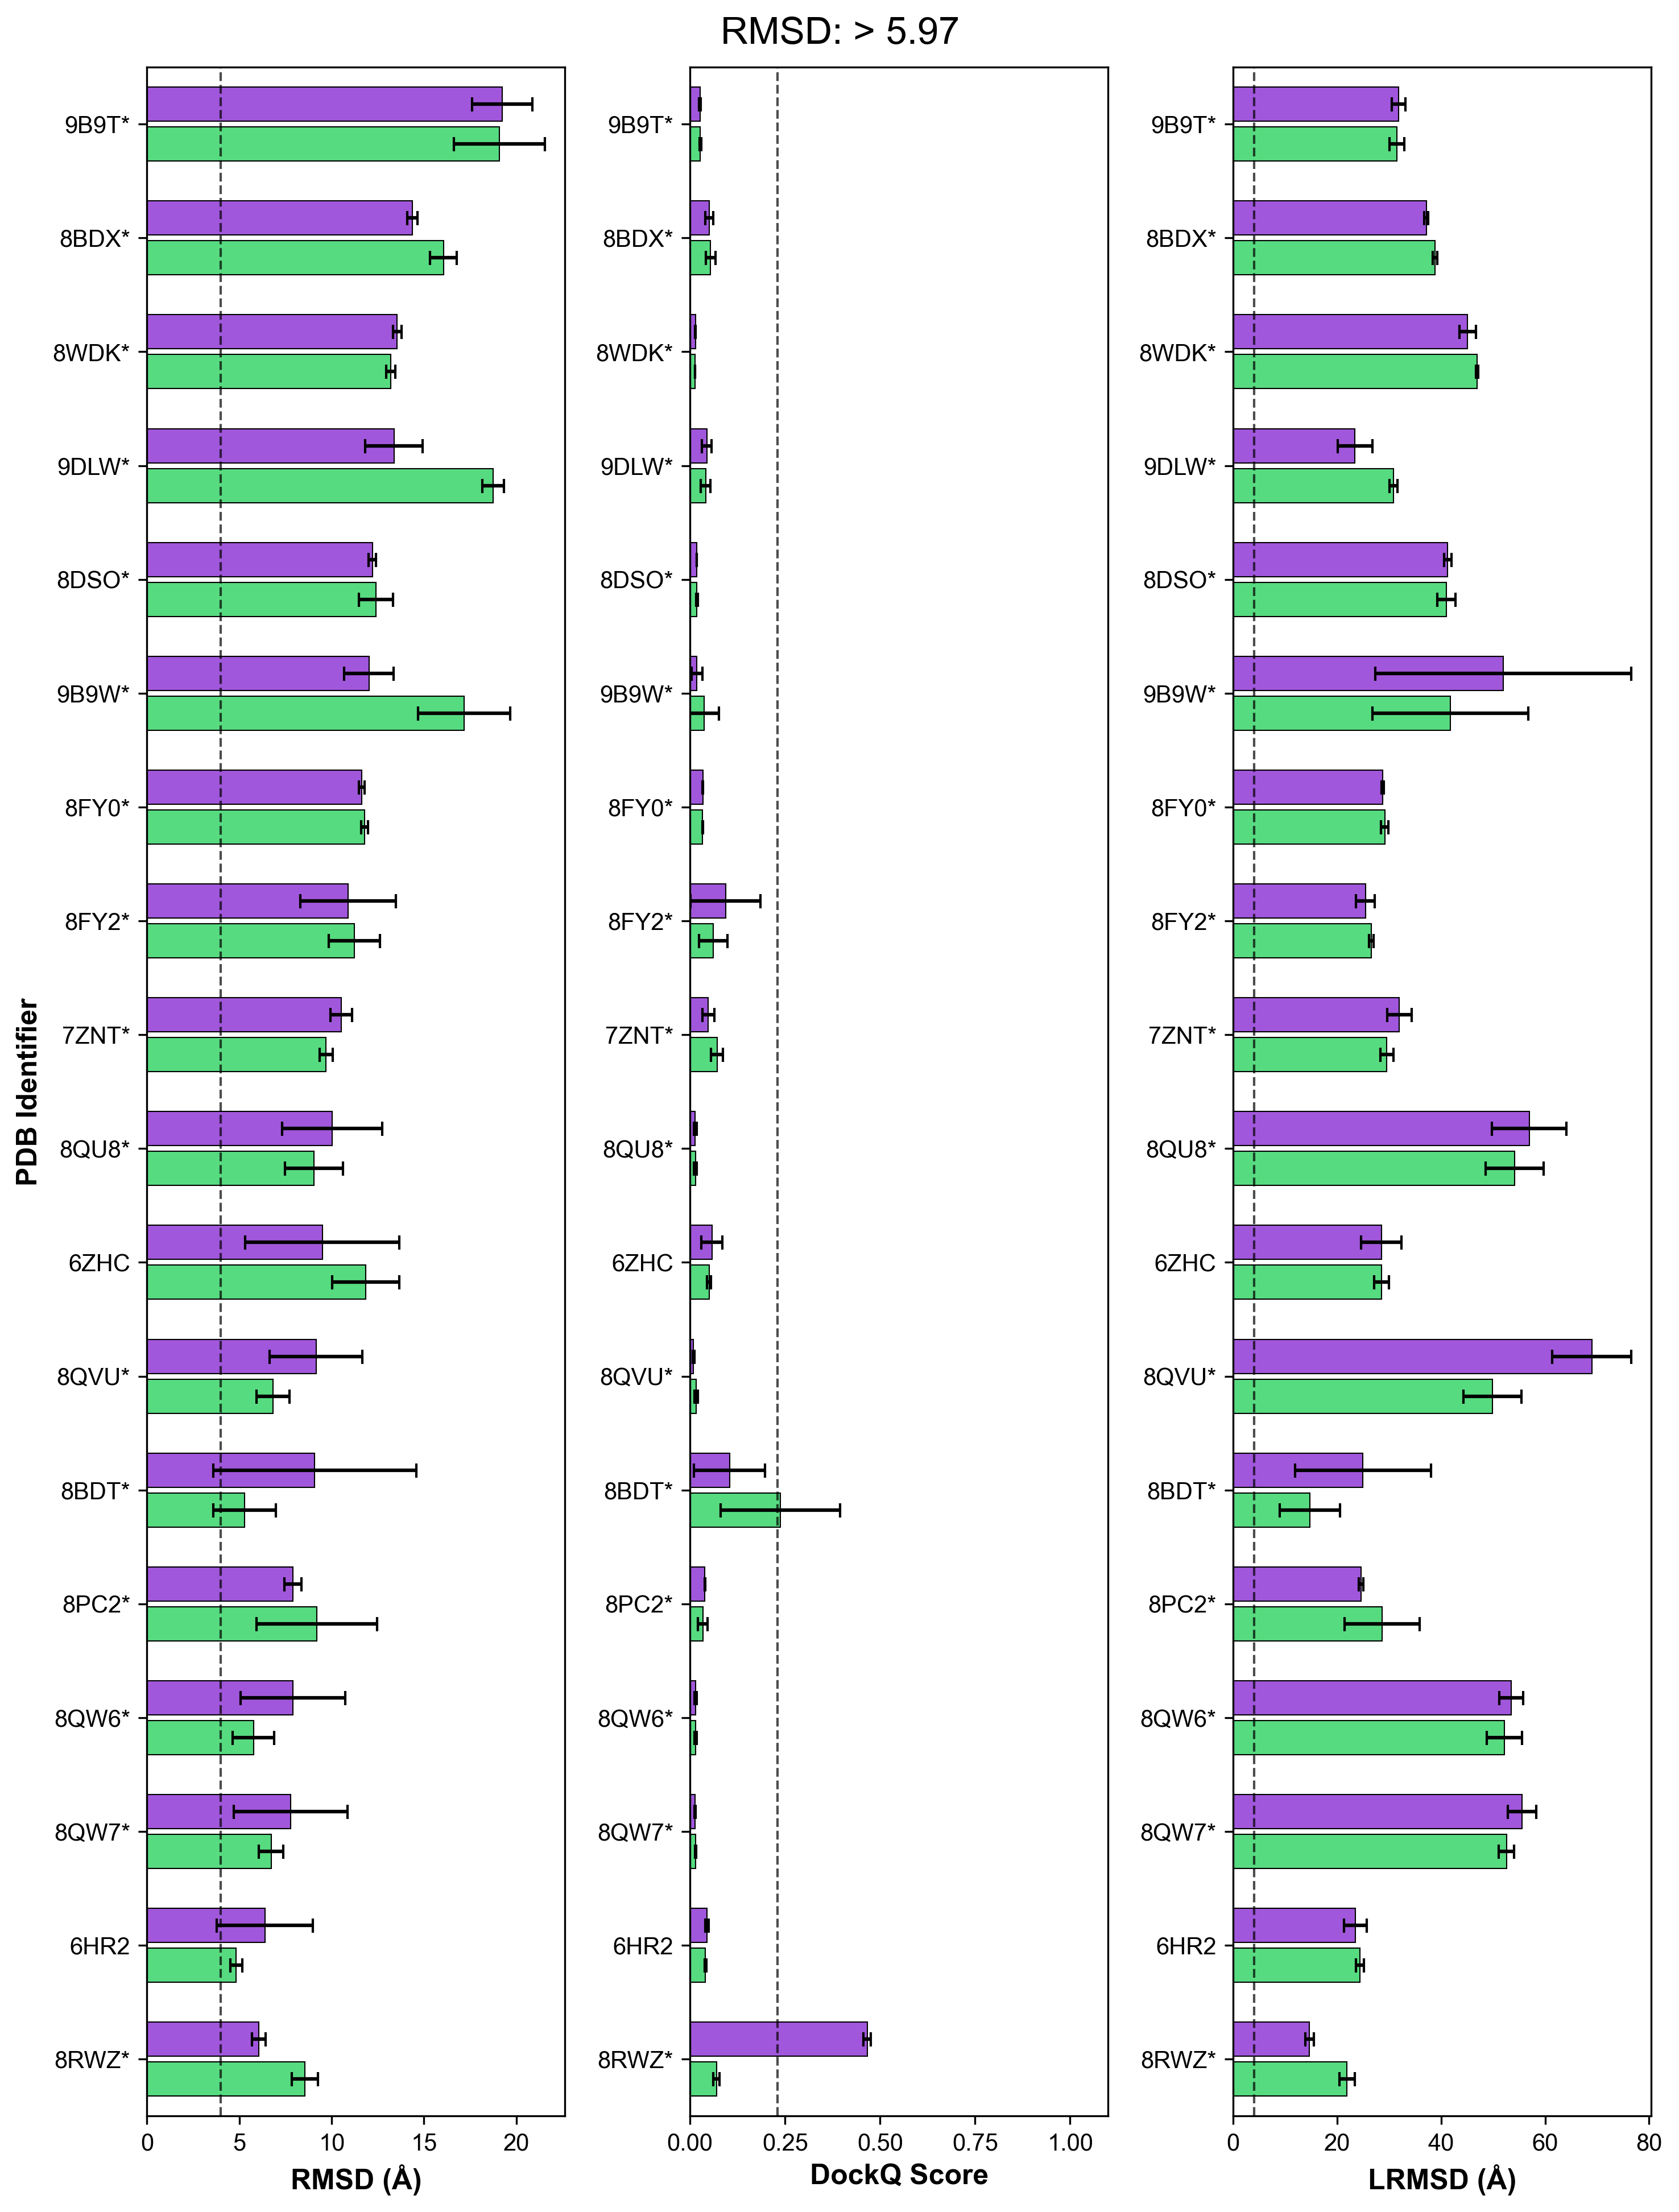 RMSD: > 5.97
PDB Identifier
9B9T*
8BDX*
8WDK*
9DLW*
8DSO*
9B9W*
8FY0*
8FY2*
7ZNT*
8QU8*
6ZHC
8QVU*
8BDT*
8PC2*
8QW6*
8QW7*
6HR2
8RWZ*
0 5 10 15 20
RMSD (Å)
9B9T*
8BDX*
8WDK*
9DLW*
8DSO*
9B9W*
8FY0*
8FY2*
7ZNT*
8QU8*
6ZHC
8QVU*
8BDT*
8PC2*
8QW6*
8QW7*
6HR2
8RWZ*
0.00 0.25 0.50 0.75 1.00
DockQ Score
9B9T*
8BDX*
8WDK*
9DLW*
8DSO*
9B9W*
8FY0*
8FY2*
7ZNT*
8QU8*
6ZHC
8QVU*
8BDT*
8PC2*
8QW6*
8QW7*
6HR2
8RWZ*
0 20 40 60 80
LRMSD (Å)